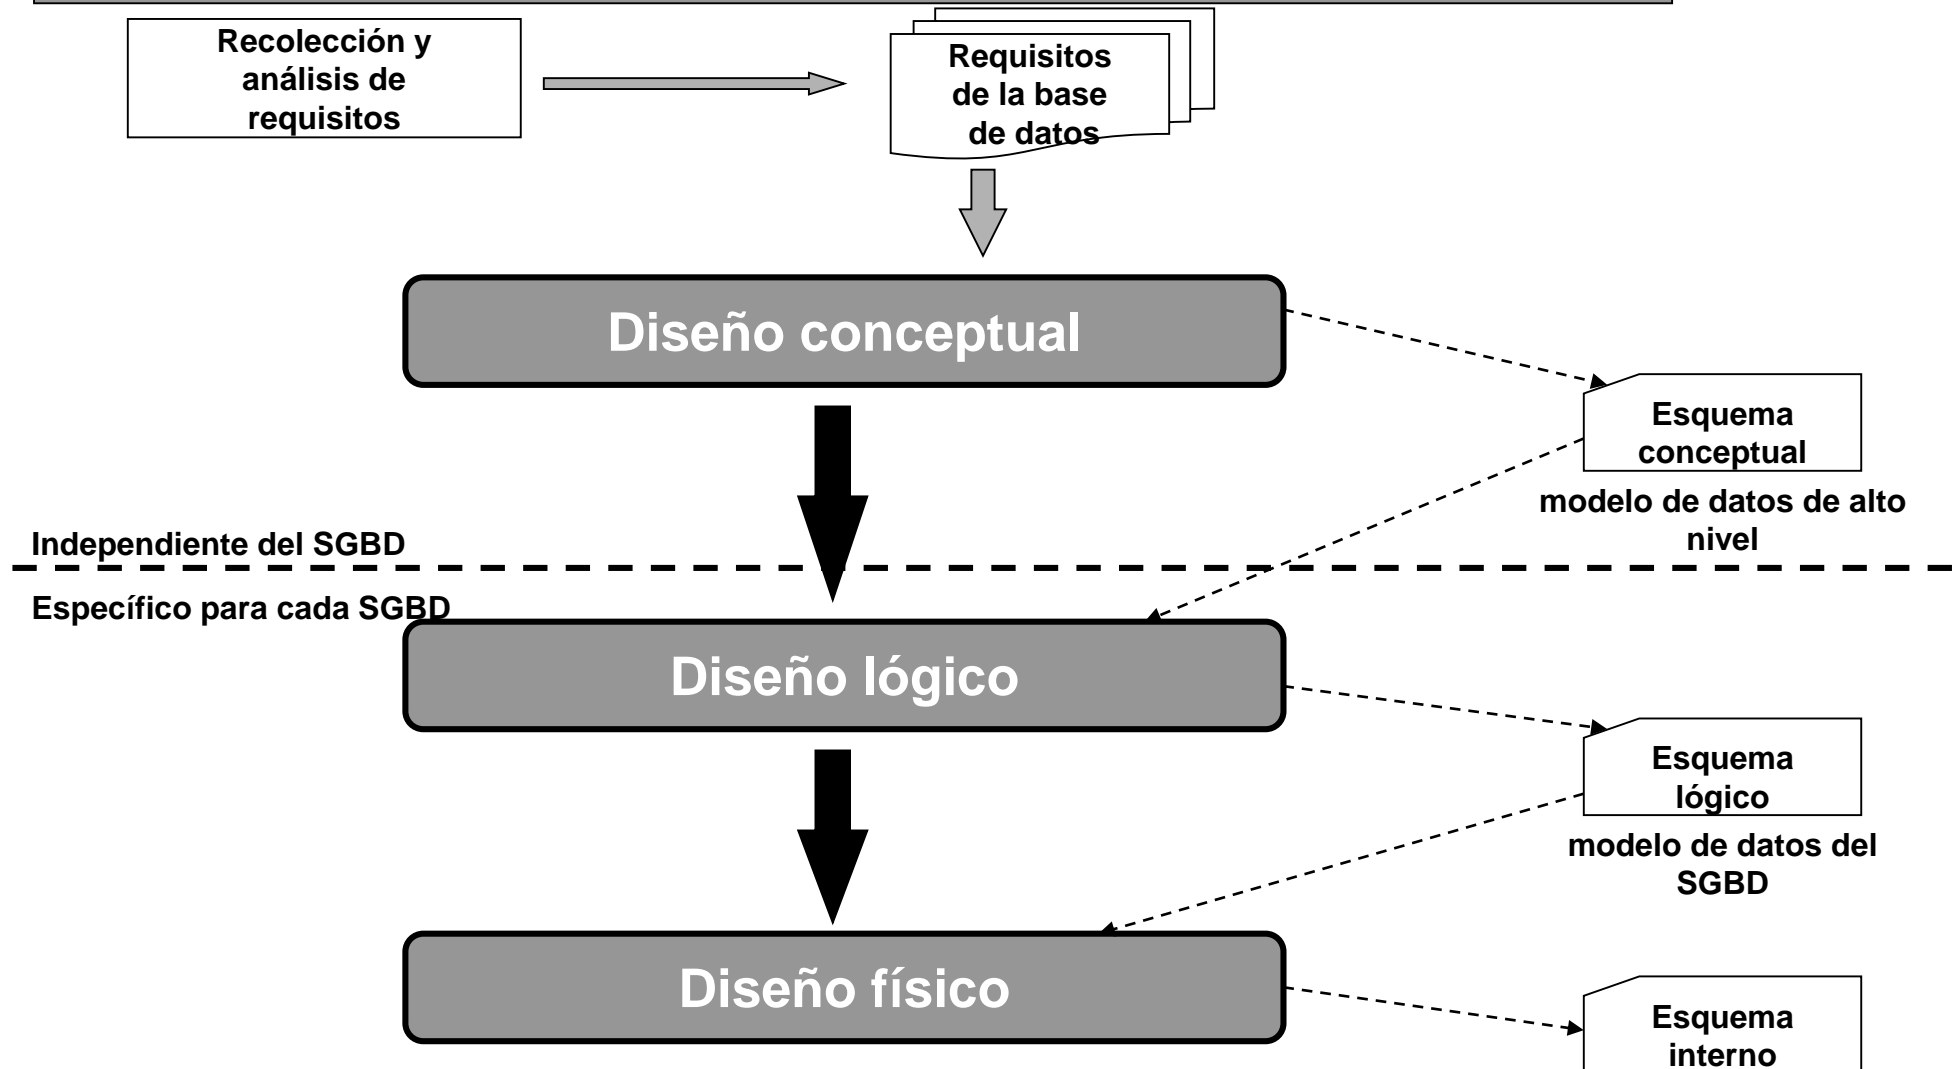 Recolección y
análisis de
requisitos
Requisitos
de la base
de datos
Diseño conceptual
Esquema
conceptual
modelo de datos de alto
nivel
Independiente del SGBD
Específico para cada SGBD
Diseño lógico
Esquema
lógico
modelo de datos del
SGBD
Diseño físico
Esquema
interno